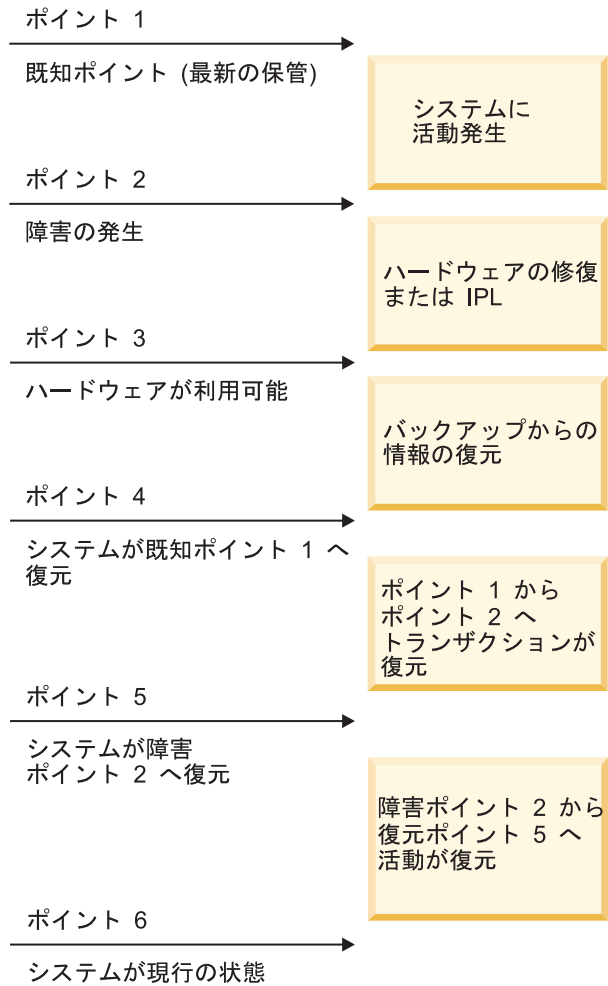 ポイント 1
既知ポイント (最新の保管)
システムに
活動発生
ポイント 2
障害の発生
ハードウェアの修復
または IPL
ポイント 3
ハードウェアが利用可能
バックアップからの
情報の復元
ポイント 4
システムが既知ポイント 1 へ
復元
ポイント 1 から
ポイント 2 へ
トランザクションが
復元
ポイント 5
システムが障害
ポイント 2 へ復元
障害ポイント 2 から
復元ポイント 5 へ
活動が復元
ポイント 6
システムが現行の状態